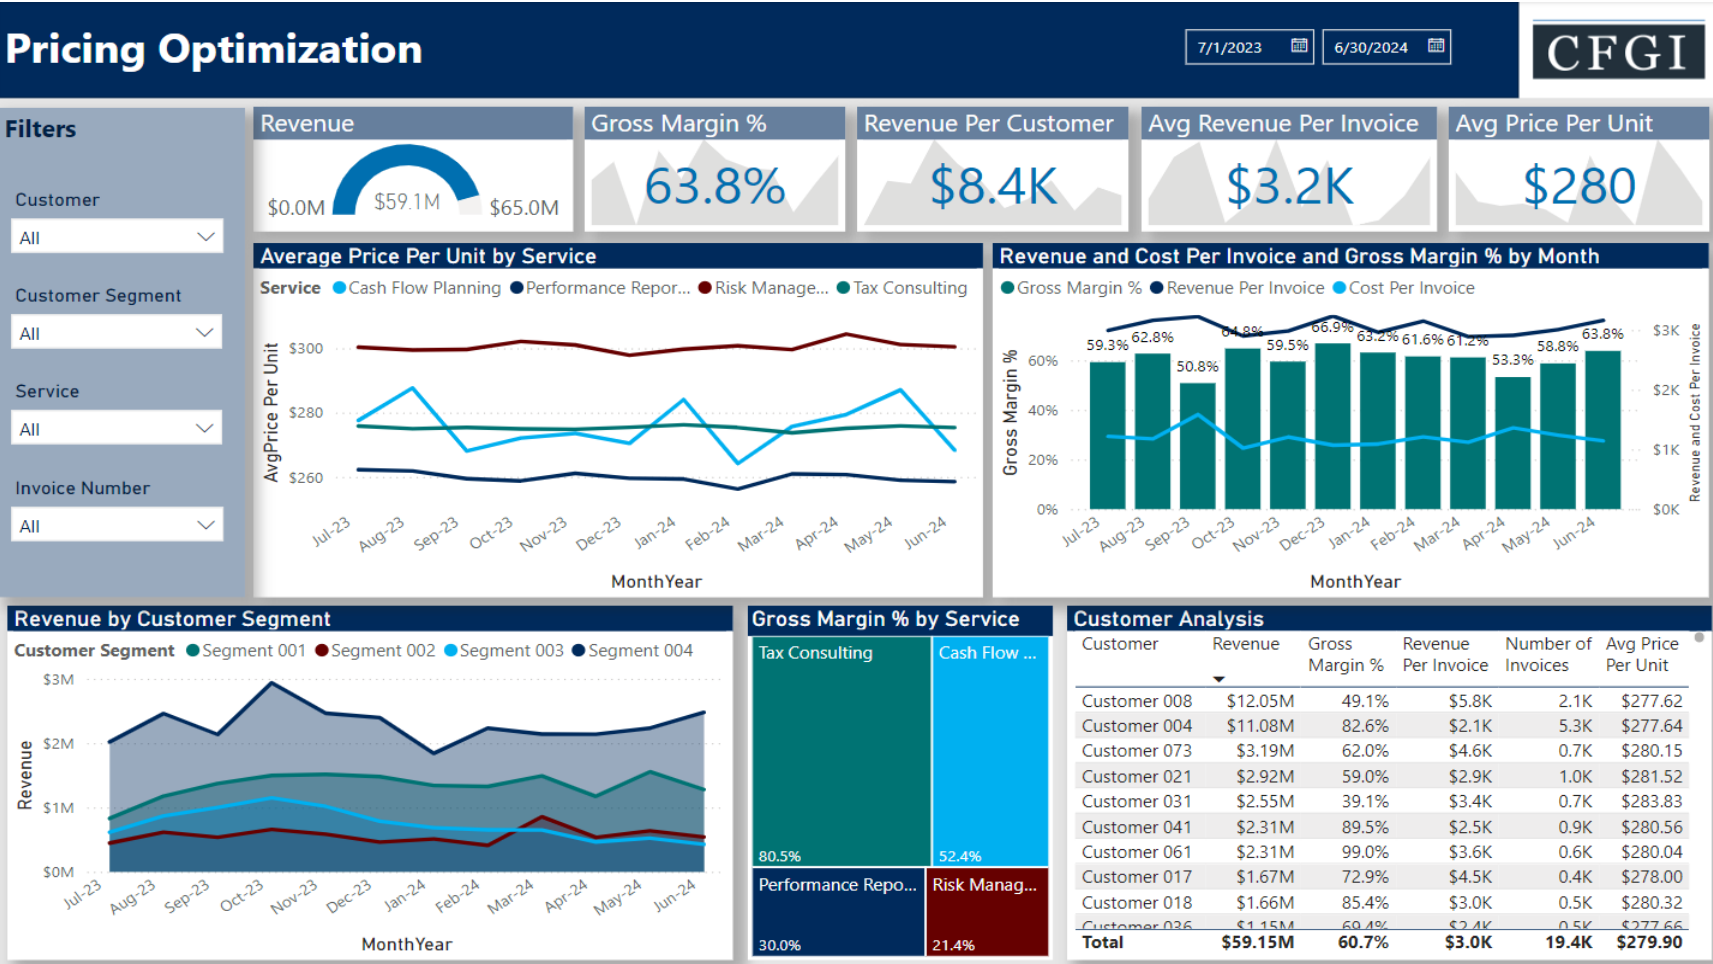 Pricing Optimization
7/1/2023
6/30/2024
CFGI
Filters
Customer
All
Customer Segment
All
Service
All
Invoice Number
All
Revenue
$0.0M
$59.1M
$65.0M
Gross Margin %
63.8%
Revenue Per Customer
$8.4K
Avg Revenue Per Invoice
$3.2K
Avg Price Per Unit
$280
Average Price Per Unit by Service
Service Cash Flow Planning Performance Repor... Risk Manage... Tax Consulting
AvgPrice Per Unit
$300
$280
$260
Jul-23 Aug-23 Sep-23 Oct-23 Nov-23 Dec-23 Jan-24 Feb-24 Mar-24 Apr-24 May-24 Jun-24
MonthYear
Revenue and Cost Per Invoice and Gross Margin % by Month
Gross Margin % Revenue Per Invoice Cost Per Invoice
Gross Margin %
60%
40%
20%
0%
59.3% 62.8% 50.8% 64.8% 59.5% 66.9% 63.2% 61.6% 61.2% 53.3% 58.8% 63.8%
$3K
$2K
$1K
$0K
Revenue and Cost Per Invoice
Jul-23 Aug-23 Sep-23 Oct-23 Nov-23 Dec-23 Jan-24 Feb-24 Mar-24 Apr-24 May-24 Jun-24
MonthYear
Revenue by Customer Segment
Customer Segment Segment 001 Segment 002 Segment 003 Segment 004
Revenue
$3M
$2M
$1M
$0M
Jul-23 Aug-23 Sep-23 Oct-23 Nov-23 Dec-23 Jan-24 Feb-24 Mar-24 Apr-24 May-24 Jun-24
MonthYear
Gross Margin % by Service
Tax Consulting
80.5%
Cash Flow ...
52.4%
Performance Repo...
30.0%
Risk Manag...
21.4%
Customer Analysis
Customer Revenue Gross Margin % Revenue Per Invoice Number of Invoices Avg Price Per Unit
Customer 008 $12.05M 49.1% $5.8K 2.1K $277.62
Customer 004 $11.08M 82.6% $2.1K 5.3K $277.64
Customer 073 $3.19M 62.0% $4.6K 0.7K $280.15
Customer 021 $2.92M 59.0% $2.9K 1.0K $281.52
Customer 031 $2.55M 39.1% $3.4K 0.7K $283.83
Customer 041 $2.31M 89.5% $2.5K 0.9K $280.56
Customer 061 $2.31M 99.0% $3.6K 0.6K $280.04
Customer 017 $1.67M 72.9% $4.5K 0.4K $278.00
Customer 018 $1.66M 85.4% $3.0K 0.5K $280.32
Customer 036 $1.15M 69.4% $2.4K 0.5K $277.66
Total $59.15M 60.7% $3.0K 19.4K $279.90